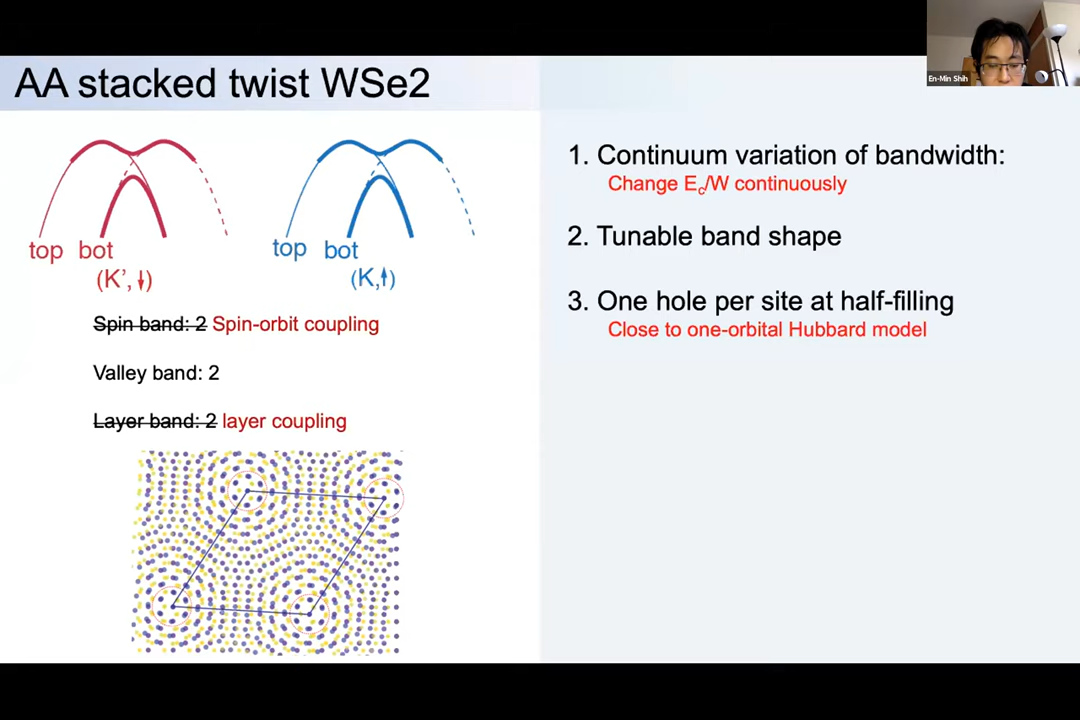 En-Min Shih
AA stacked twist WSe2
top bot
(K', ↓)
top bot
(K,↑)
Spin band: 2 Spin-orbit coupling
Valley band: 2
Layer band: 2 layer coupling
1. Continuum variation of bandwidth:
Change Ec/W continuously
2. Tunable band shape
3. One hole per site at half-filling
Close to one-orbital Hubbard model